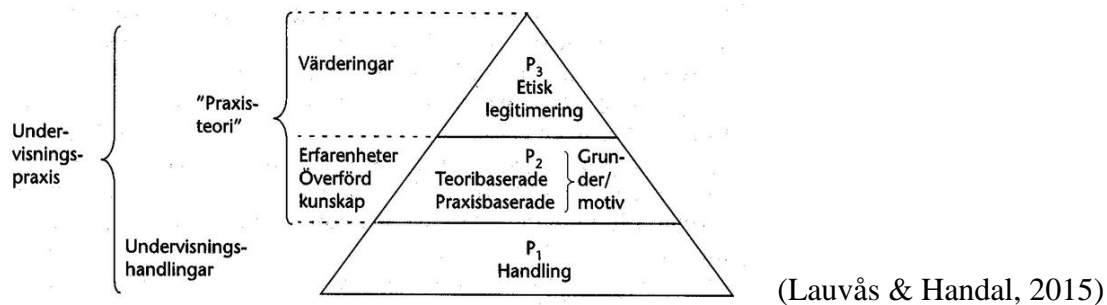 Under-
visnings-
praxis
"Praxis-
teori"
Värderingar
Erfarenheter
Överförd
kunskap
Undervisnings-
handlingar
P3
Etisk
legitimering
P2
Teoribaserade
Praxisbaserade
Grun-
der/
motiv
P1
Handling
(Lauvås & Handal, 2015)